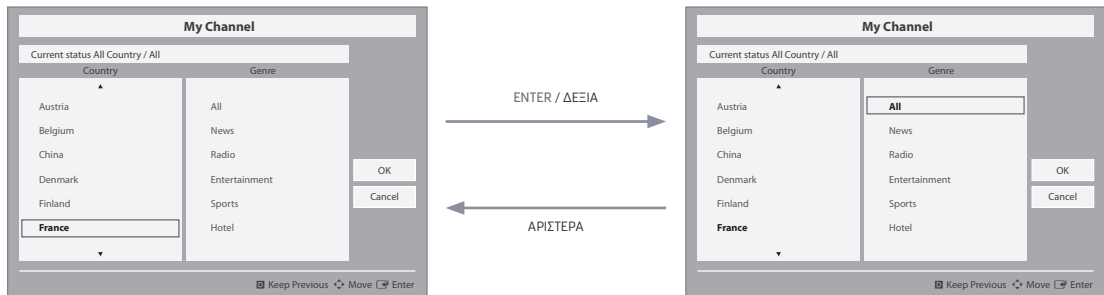 My Channel
Current status All Country / All
Country Genre
Austria All
Belgium News
China Radio
Denmark Entertainment
Finland Sports
France Hotel
OK
Cancel
Keep Previous Move Enter
ENTER / ΔΕΞΙΑ
ΑΡΙΣΤΕΡΑ
My Channel
Current status All Country / All
Country Genre
Austria All
Belgium News
China Radio
Denmark Entertainment
Finland Sports
France Hotel
OK
Cancel
Keep Previous Move Enter